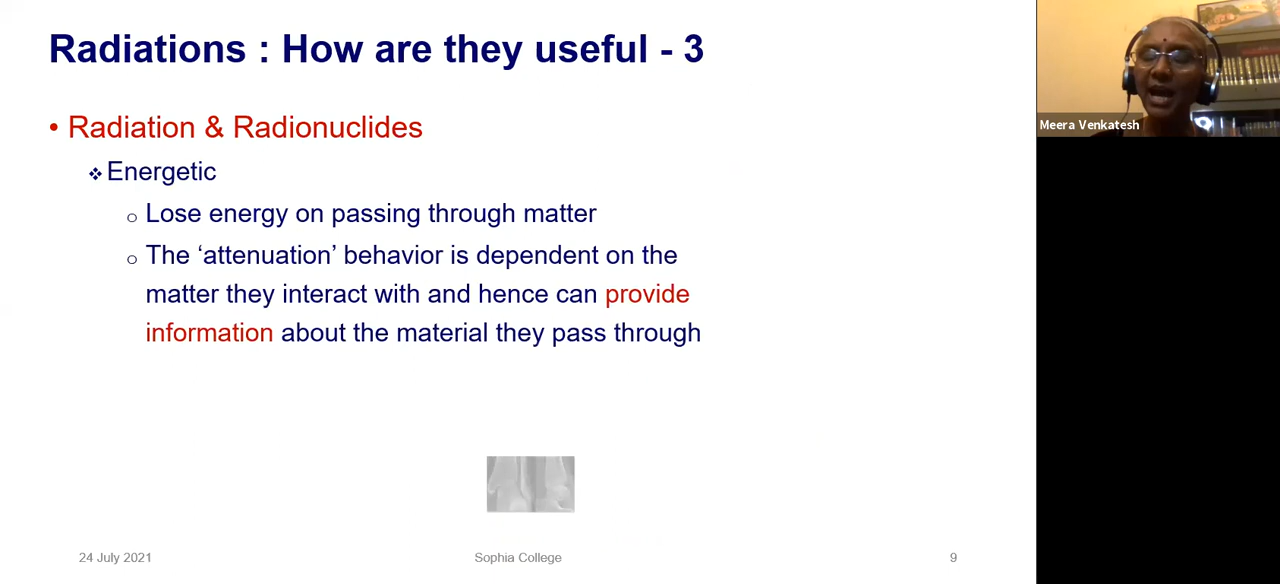 Radiations : How are they useful - 3
• Radiation & Radionuclides
❖ Energetic
o Lose energy on passing through matter
o The ‘attenuation’ behavior is dependent on the
matter they interact with and hence can provide
information about the material they pass through
24 July 2021
Sophia College
9
Meera Venkatesh